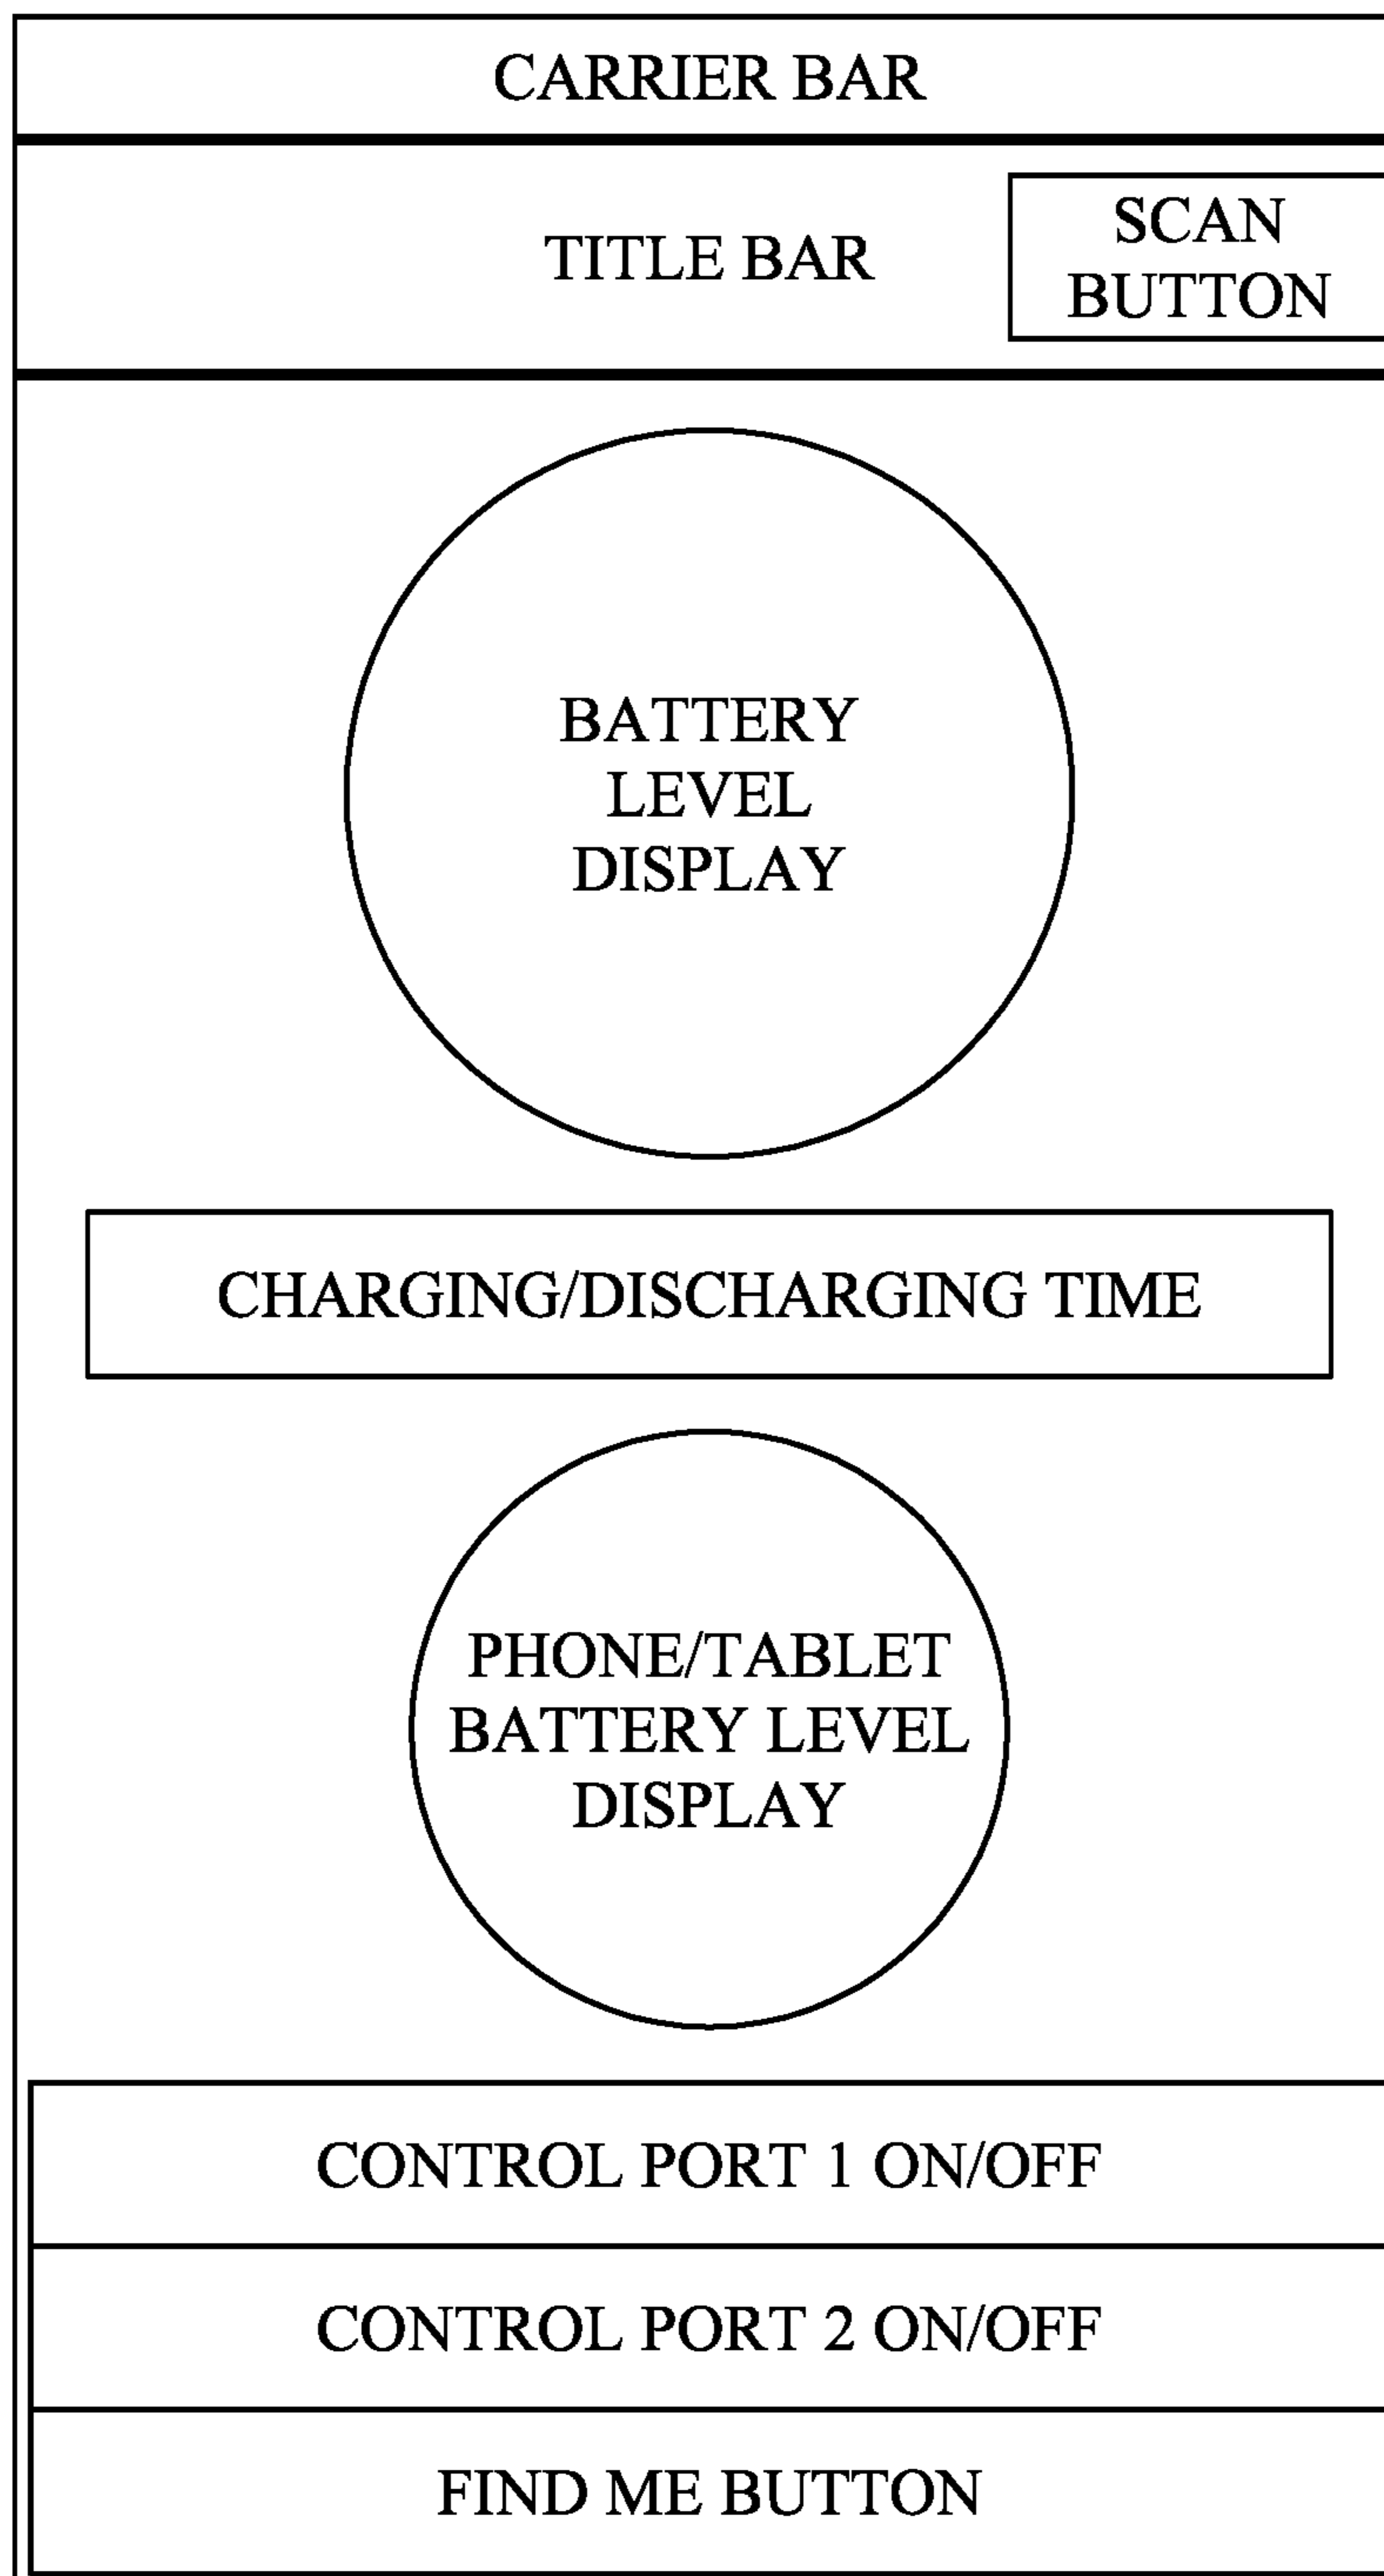 CARRIER BAR
TITLE BAR
SCAN
BUTTON
BATTERY
LEVEL
DISPLAY
CHARGING/DISCHARGING TIME
PHONE/TABLET
BATTERY LEVEL
DISPLAY
CONTROL PORT 1 ON/OFF
CONTROL PORT 2 ON/OFF
FIND ME BUTTON